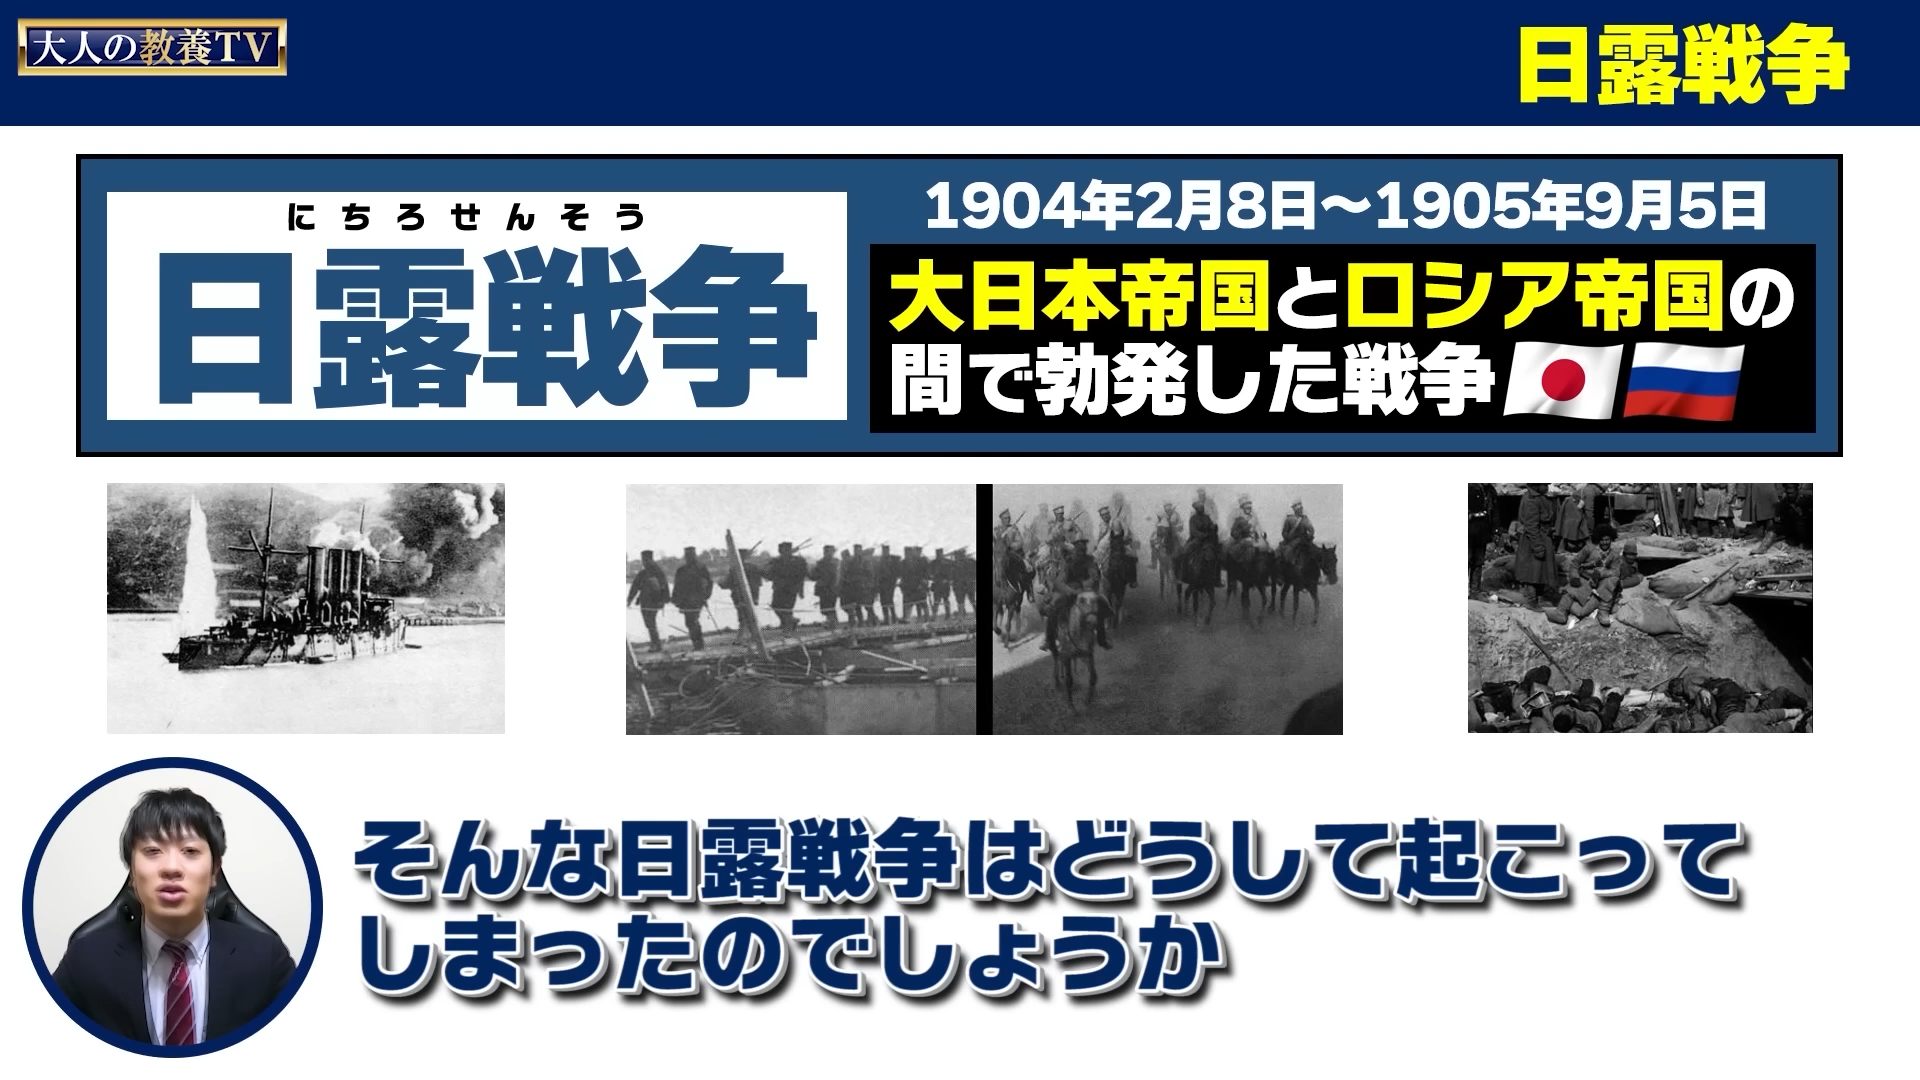 大人の教養TV
日露戦争
にちろせんそう
日露戦争
1904年2月8日～1905年9月5日
大日本帝国とロシア帝国の
間で勃発した戦争
そんな日露戦争はどうして起こって
しまったのでしょうか